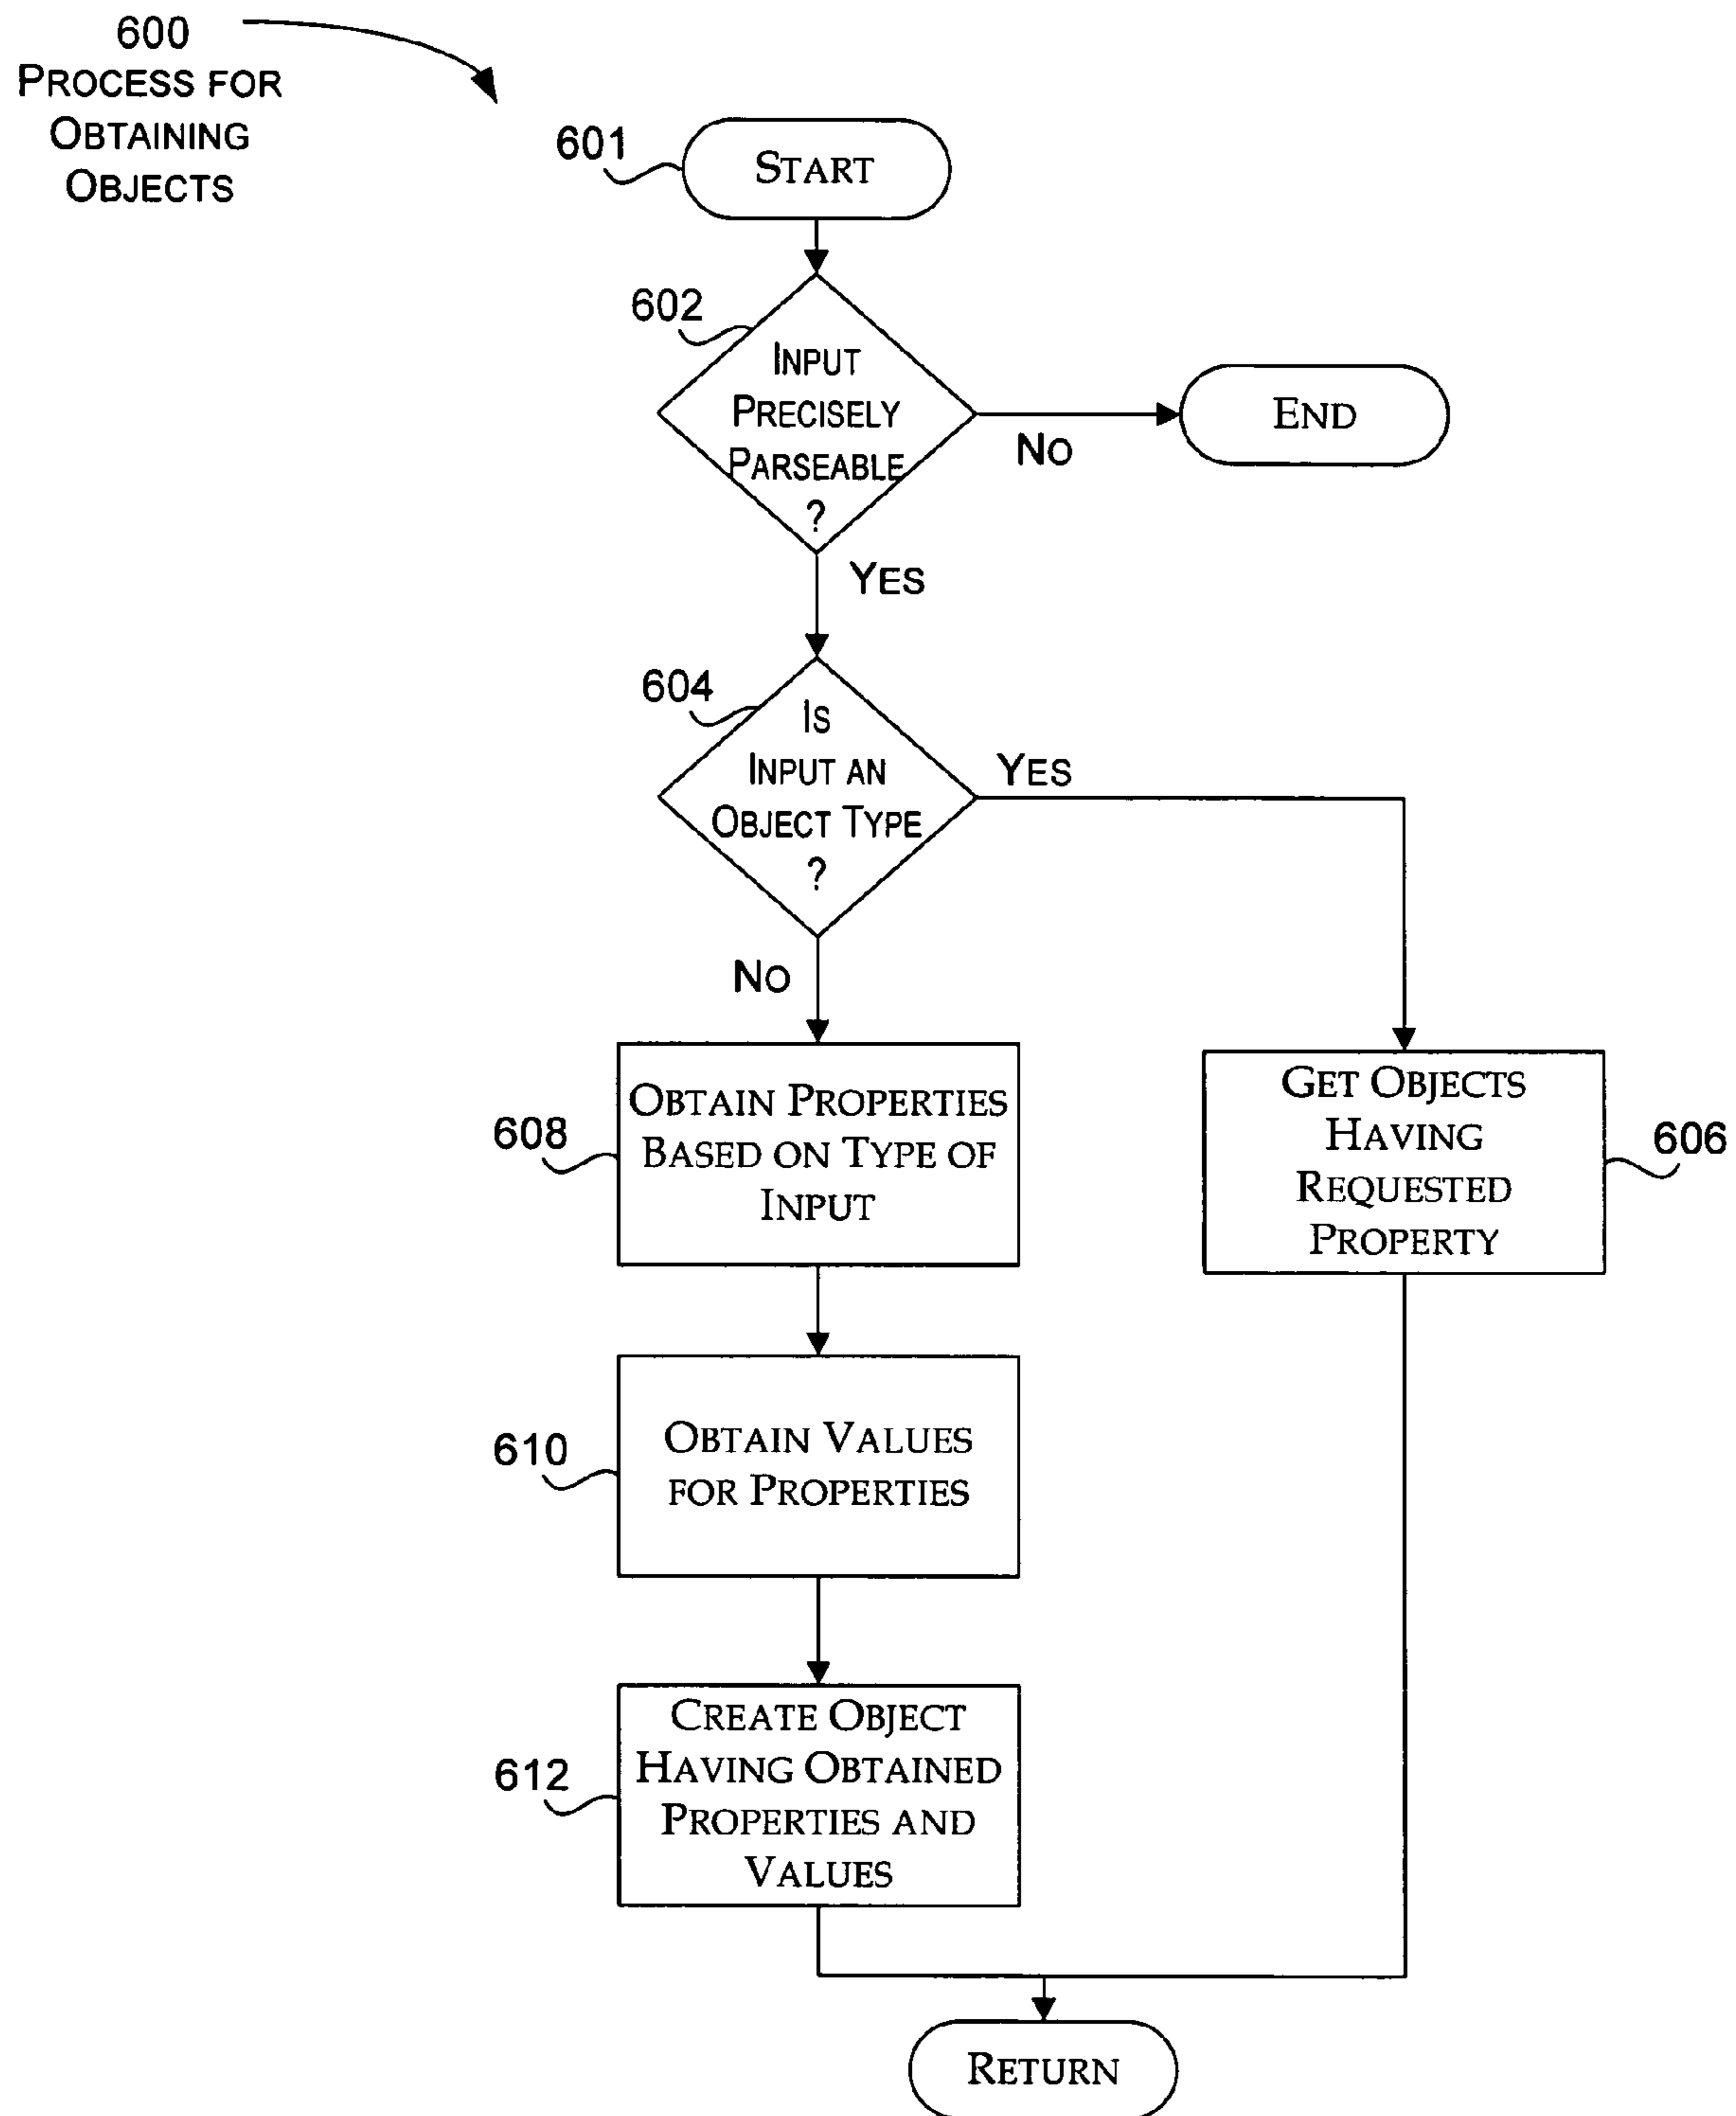 600
PROCESS FOR
OBTAINING
OBJECTS
601
START
602
INPUT
PRECISELY
PARSEABLE
?
NO
END
YES
604
IS
INPUT AN
OBJECT TYPE
?
YES
NO
608
OBTAIN PROPERTIES
BASED ON TYPE OF
INPUT
GET OBJECTS
HAVING
REQUESTED
PROPERTY
606
610
OBTAIN VALUES
FOR PROPERTIES
612
CREATE OBJECT
HAVING OBTAINED
PROPERTIES AND
VALUES
RETURN